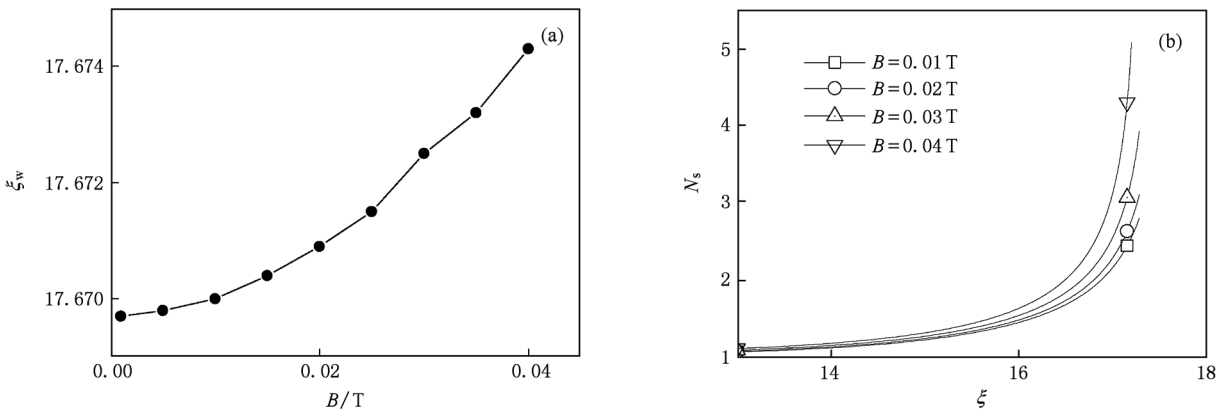 (a)
17.674
17.672
17.670
ξw
0.00
0.02
0.04
B/T
(b)
5
4
3
2
1
Ns
B=0.01 T
B=0.02 T
B=0.03 T
B=0.04 T
14
16
18
ξ